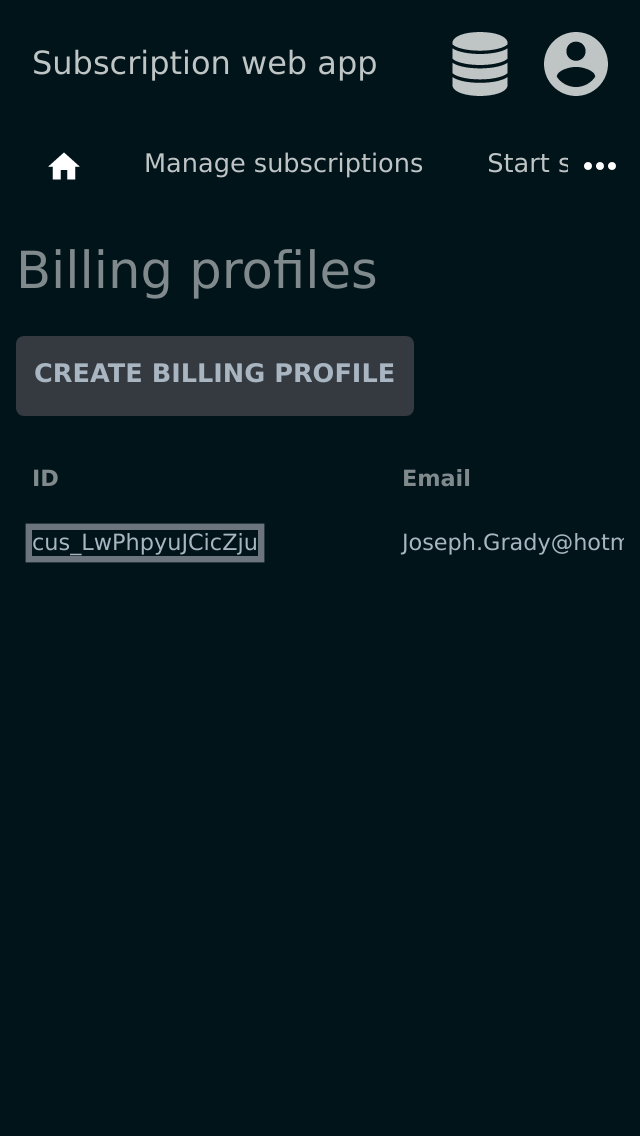 Subscription web app
Manage subscriptions Start s
Billing profiles
CREATE BILLING PROFILE
ID Email
cus_LwPhpyuJCicZju Joseph.Grady@hotm